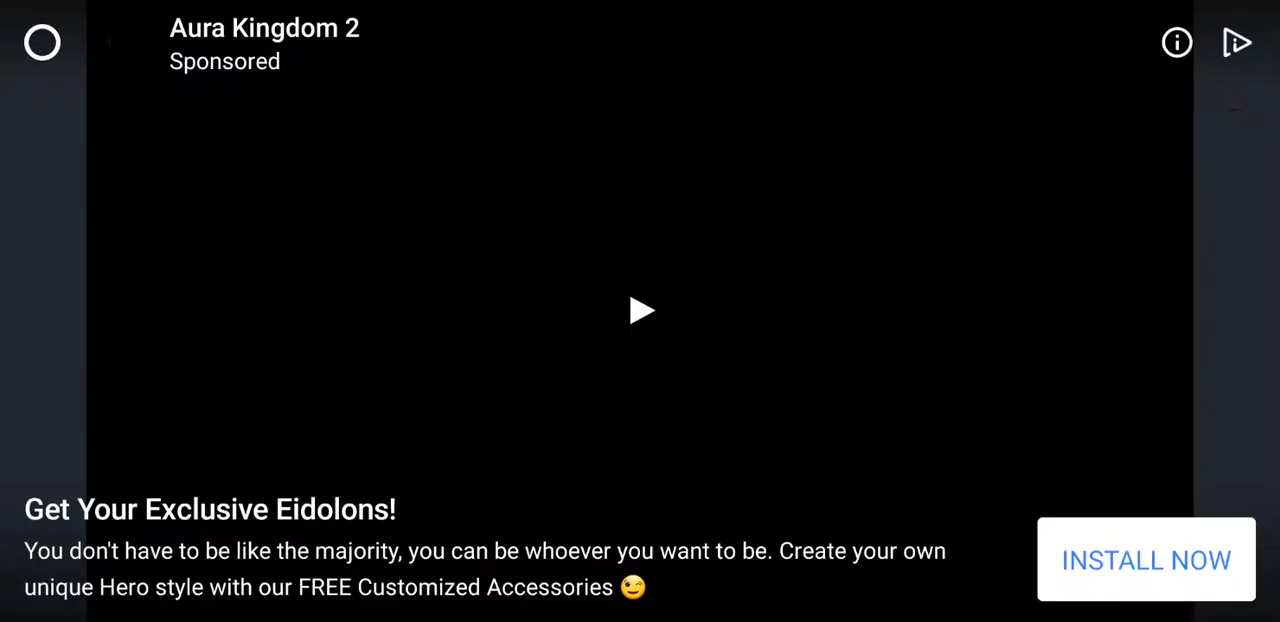 Aura Kingdom 2
Sponsored
Get Your Exclusive Eidolons!
You don't have to be like the majority, you can be whoever you want to be. Create your own
unique Hero style with our FREE Customized Accessories 😉
INSTALL NOW